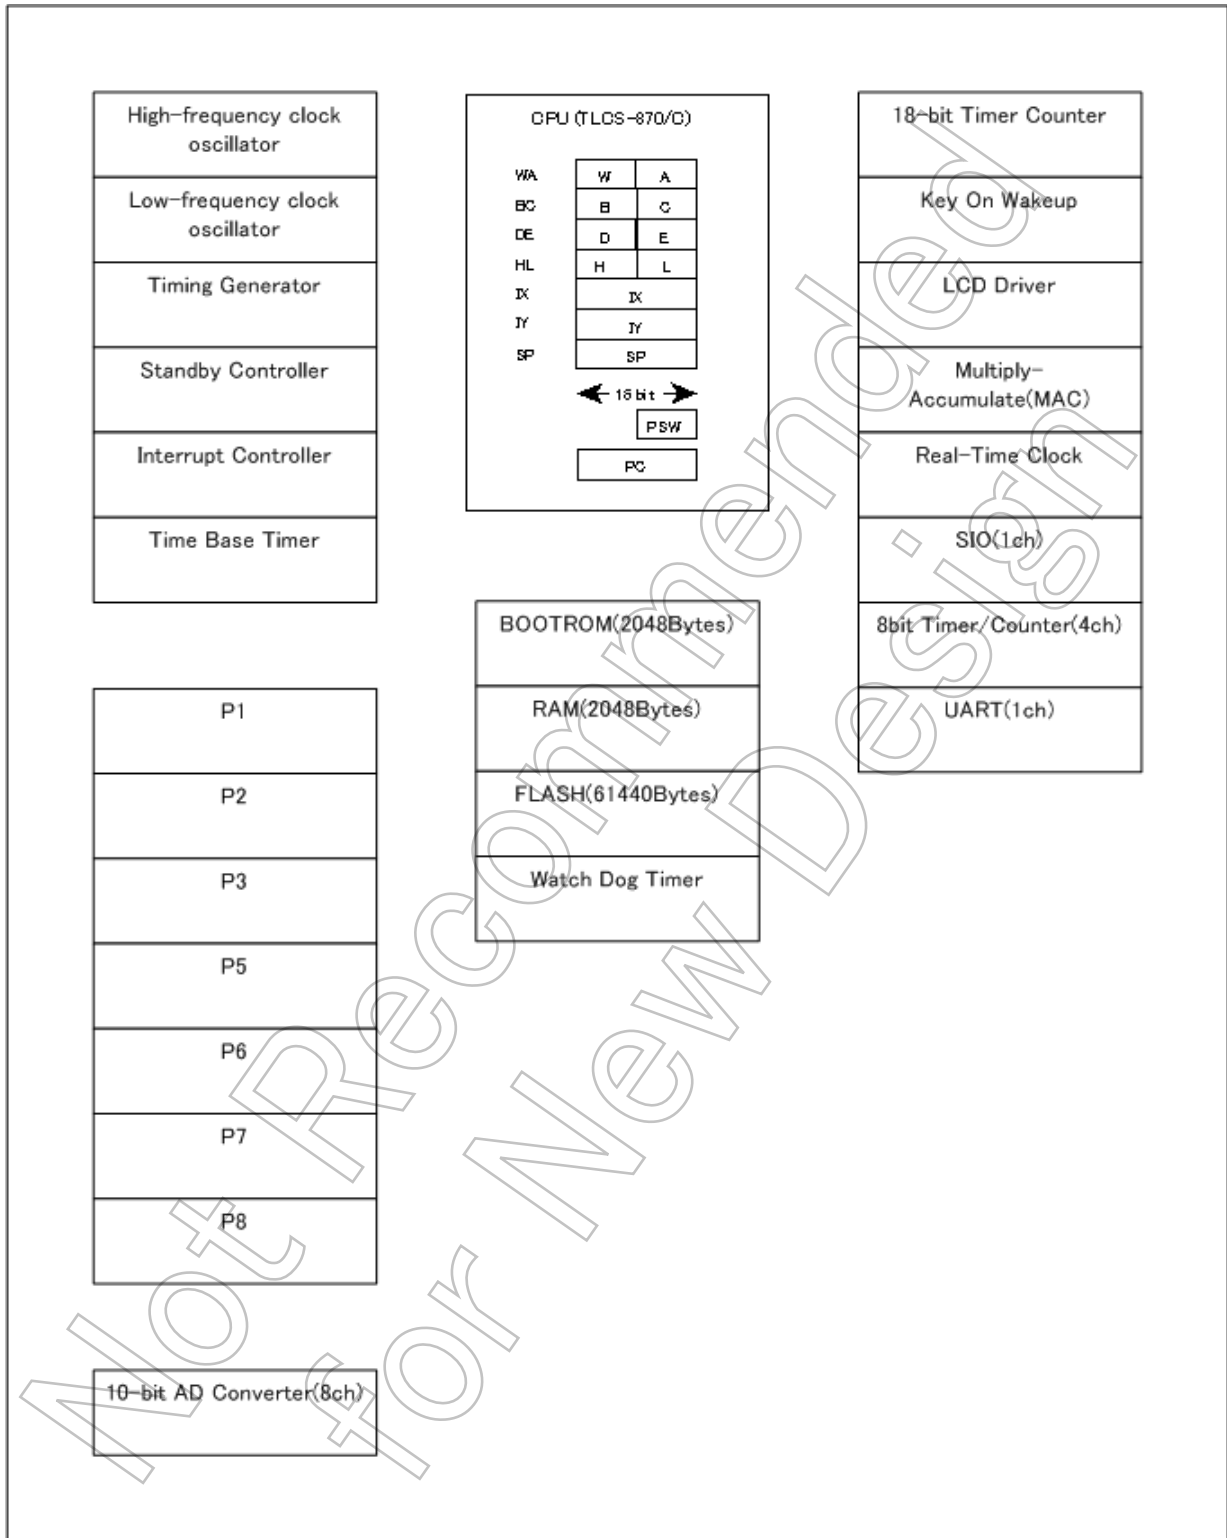 High-frequency clock
oscillator
Low-frequency clock
oscillator
Timing Generator
Standby Controller
Interrupt Controller
Time Base Timer
P1
P2
P3
P5
P6
P7
P8
10-bit AD Converter(8ch)
CPU (TLCS-870/C)
WA W A
BC B C
DE D E
HL H L
IX IX
IY IY
SP SP
16 bit
PSW
PC
BOOTROM(2048Bytes)
RAM(2048Bytes)
FLASH(61440Bytes)
Watch Dog Timer
18-bit Timer Counter
Key On Wakeup
LCD Driver
Multiply-
Accumulate(MAC)
Real-Time Clock
SIO(1ch)
8bit Timer/Counter(4ch)
UART(1ch)
Not Recommended
for New Design